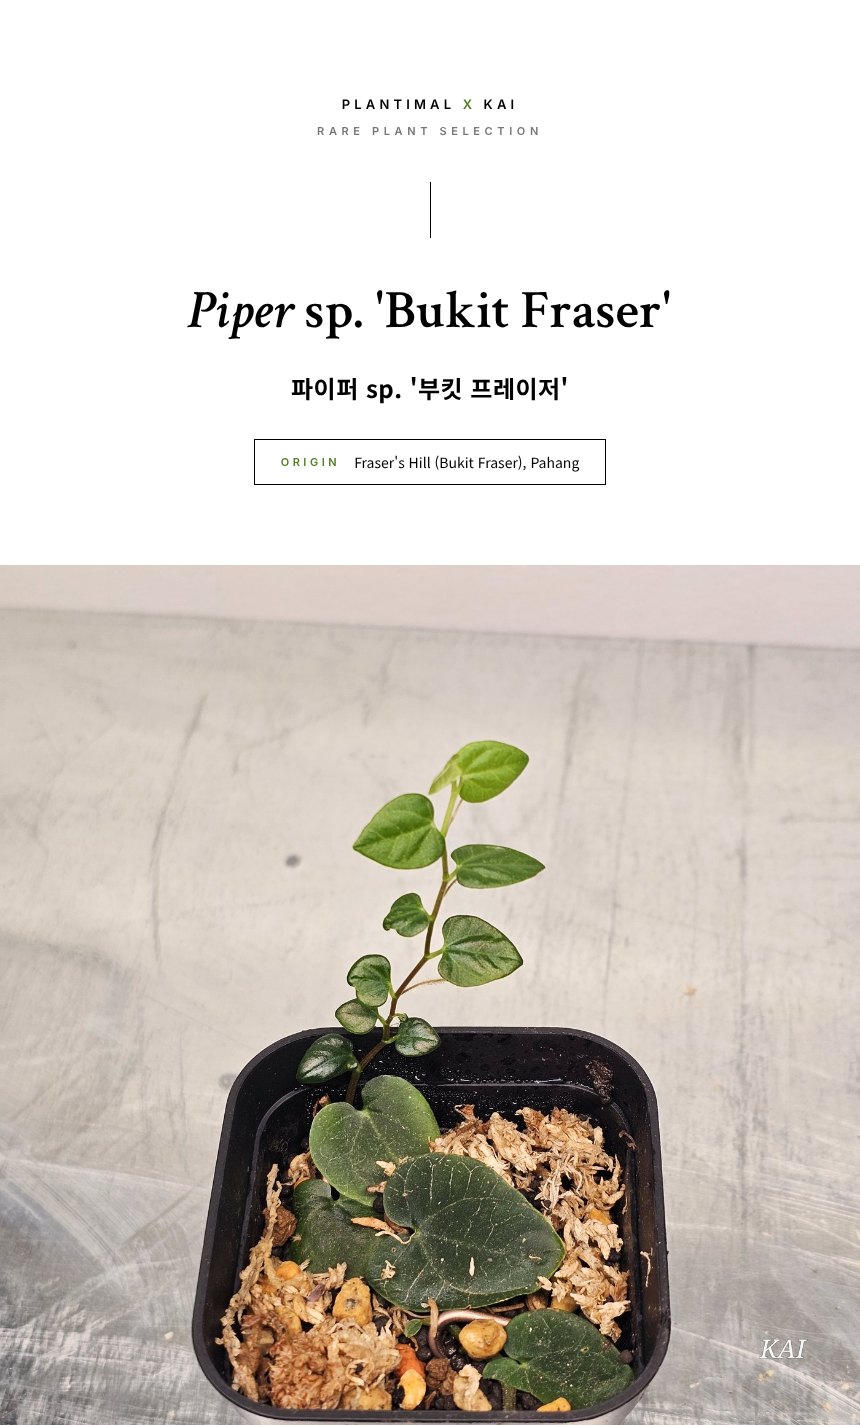 PLANTIMAL X KAI
RARE PLANT SELECTION
Piper sp. 'Bukit Fraser'
파이퍼 sp. '부킷 프레이저'
ORIGIN Fraser's Hill (Bukit Fraser), Pahang
KAI